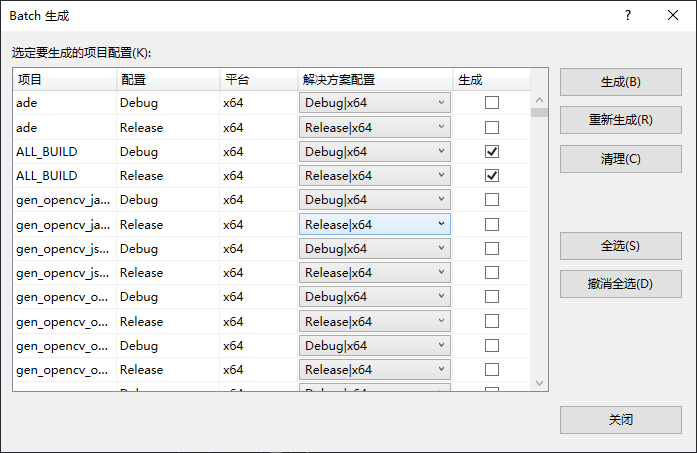 Batch 生成
选定要生成的项目配置(K):
项目 配置 平台 解决方案配置 生成
ade Debug x64 Debug|x64
ade Release x64 Release|x64
ALL_BUILD Debug x64 Debug|x64
ALL_BUILD Release x64 Release|x64
gen_opencv_ja... Debug x64 Debug|x64
gen_opencv_ja... Release x64 Release|x64
gen_opencv_js... Debug x64 Debug|x64
gen_opencv_js... Release x64 Release|x64
gen_opencv_o... Debug x64 Debug|x64
gen_opencv_o... Release x64 Release|x64
gen_opencv_o... Debug x64 Debug|x64
gen_opencv_o... Release x64 Release|x64
生成(B)
重新生成(R)
清理(C)
全选(S)
撤消全选(D)
关闭